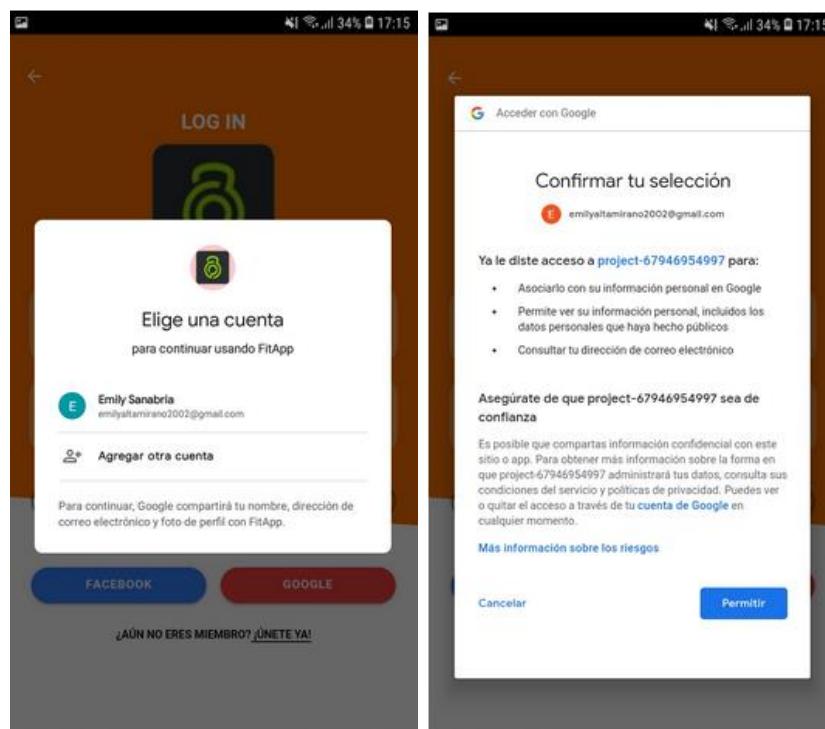 34% 17:15
LOG IN
Elige una cuenta
para continuar usando FitApp
E
Emily Sanabria
emilyaltamirano2002@gmail.com
Agregar otra cuenta
Para continuar, Google compartirá tu nombre, dirección de
correo electrónico y foto de perfil con FitApp.
FACEBOOK
GOOGLE
¿AÚN NO ERES MIEMBRO? ¡ÚNETE YA!
34% 17:15
G Acceder con Google
Confirmar tu selección
E emilyaltamirano2002@gmail.com
Ya le diste acceso a project-67946954997 para:
• Asociarlo con su información personal en Google
• Permite ver su información personal, incluidos los
datos personales que haya hecho públicos
• Consultar tu dirección de correo electrónico
Asegúrate de que project-67946954997 sea de
confianza
Es posible que compartas información confidencial con este
sitio o app. Para obtener más información sobre la forma en
que project-67946954997 administrará tus datos, consulta sus
condiciones del servicio y políticas de privacidad. Puedes ver
o quitar el acceso a través de tu cuenta de Google en
cualquier momento.
Más información sobre los riesgos
Cancelar
Permitir